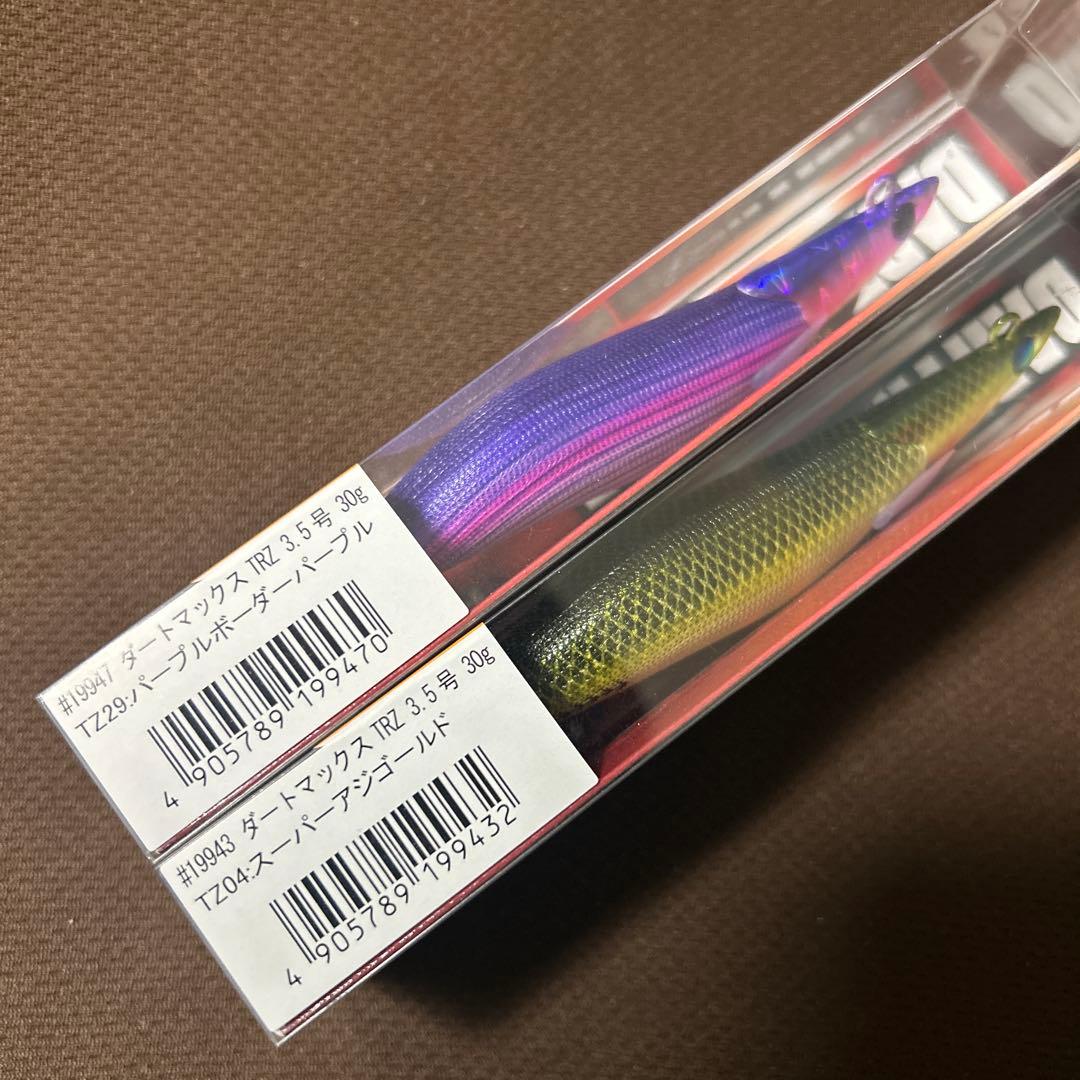 #19947 ダートマックス TRZ 3.5号 30g
TZ29:パープルボーダーパープル
4 905789 199470
#19943 ダートマックス TRZ 3.5号 30g
TZ04:スーパーアジゴールド
4 905789 199432